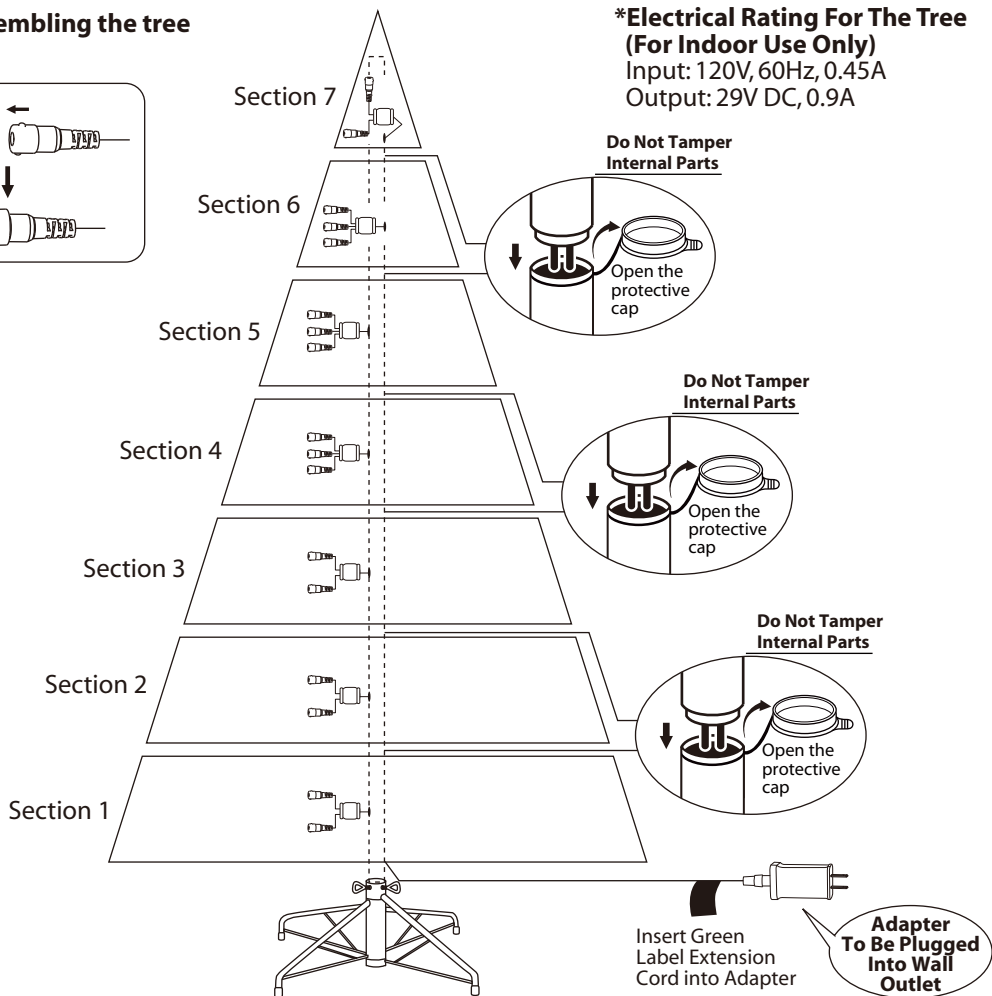 embling the tree
*Electrical Rating For The Tree
(For Indoor Use Only)
Input: 120V, 60Hz, 0.45A
Output: 29V DC, 0.9A
Section 7
Do Not Tamper
Internal Parts
Section 6
Open the
protective
cap
Section 5
Do Not Tamper
Internal Parts
Section 4
Open the
protective
cap
Section 3
Do Not Tamper
Internal Parts
Section 2
Open the
protective
cap
Section 1
Insert Green
Label Extension
Cord into Adapter
Adapter
To Be Plugged
Into Wall
Outlet